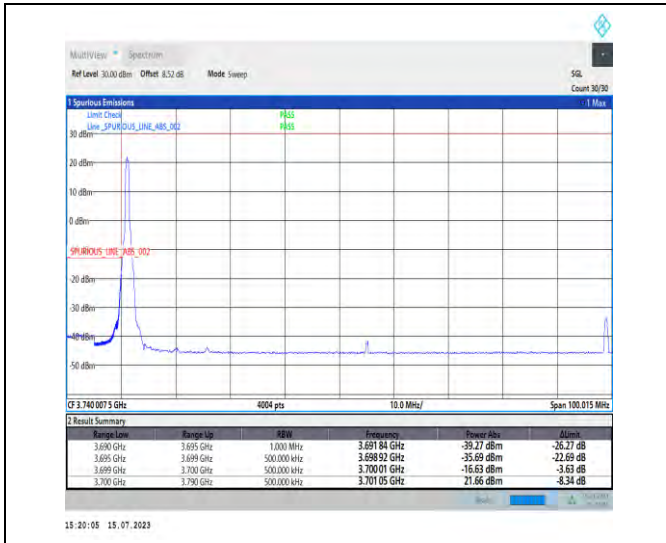 MultiView Spectrum
Ref Level 30.00 dBm Offset 8.52 dB Mode Sweep SGL
Count 30/30
1 Spurious Emissions 1 Max
Limit Check PASS
Line _SPURIOUS_LINE_ABS_002 PASS
30 dBm
20 dBm
10 dBm
0 dBm
SPURIOUS_LINE_ABS_002
-20 dBm
-30 dBm
-40 dBm
-50 dBm
CF 3.740 007 5 GHz 4004 pts 10.0 MHz/ Span 100.015 MHz
2 Result Summary
Range Low Range Up RBW Frequency Power Abs ΔLimit
3.690 GHz 3.695 GHz 1.000 MHz 3.691 84 GHz -39.27 dBm -26.27 dB
3.695 GHz 3.699 GHz 500.000 kHz 3.698 92 GHz -35.69 dBm -22.69 dB
3.699 GHz 3.700 GHz 500.000 kHz 3.700 01 GHz -16.63 dBm -3.63 dB
3.700 GHz 3.790 GHz 500.000 kHz 3.701 05 GHz 21.66 dBm -8.34 dB
15:20:05 15.07.2023